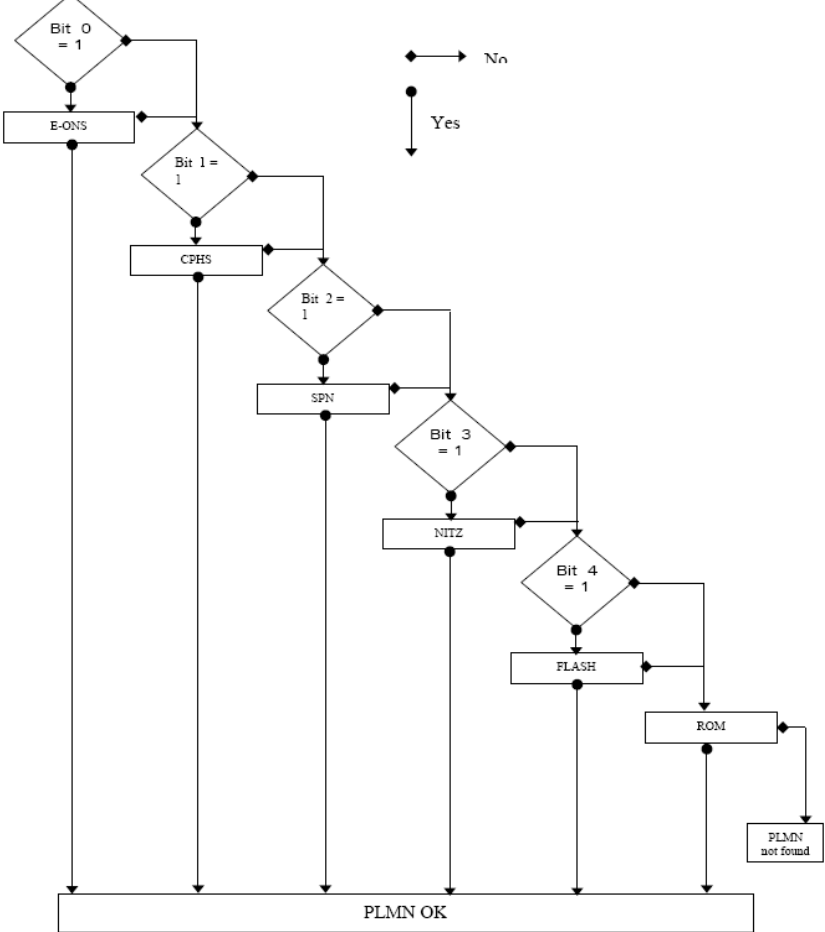 Bit 0
= 1
No
E-ONS
Yes
Bit 1 =
1
CPHS
Bit 2 =
1
SPN
Bit 3
= 1
NITZ
Bit 4
= 1
FLASH
ROM
PLMN
not found
PLMN OK